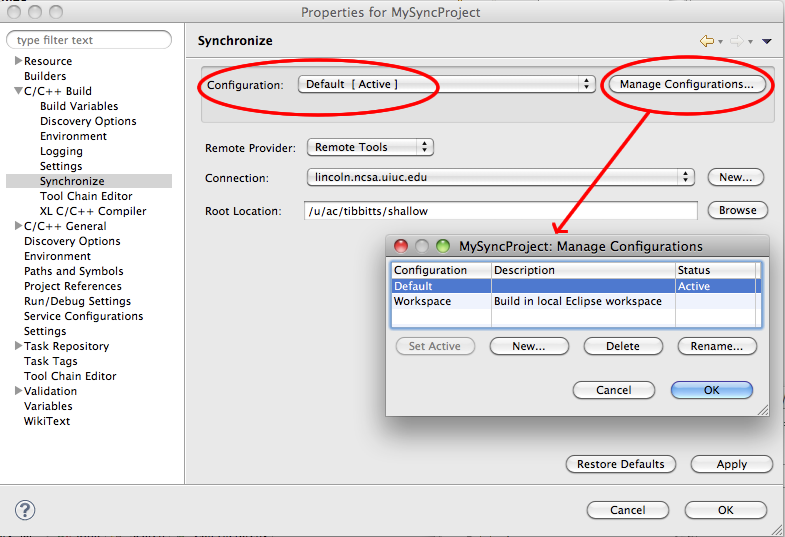 Properties for MySyncProject
type filter text
Synchronize
Resource
Builders
C/C++ Build
Build Variables
Discovery Options
Environment
Logging
Settings
Synchronize
Tool Chain Editor
XL C/C++ Compiler
C/C++ General
Discovery Options
Environment
Paths and Symbols
Project References
Run/Debug Settings
Service Configurations
Settings
Task Repository
Task Tags
Tool Chain Editor
Validation
Variables
WikiText
Configuration: Default [ Active ] Manage Configurations...
Remote Provider: Remote Tools
Connection: lincoln.ncsa.uiuc.edu New...
Root Location: /u/ac/tibbitts/shallow Browse
MySyncProject: Manage Configurations
Configuration Description Status
Default Active
Workspace Build in local Eclipse workspace
Set Active New... Delete Rename...
Cancel OK
Restore Defaults Apply
? Cancel OK